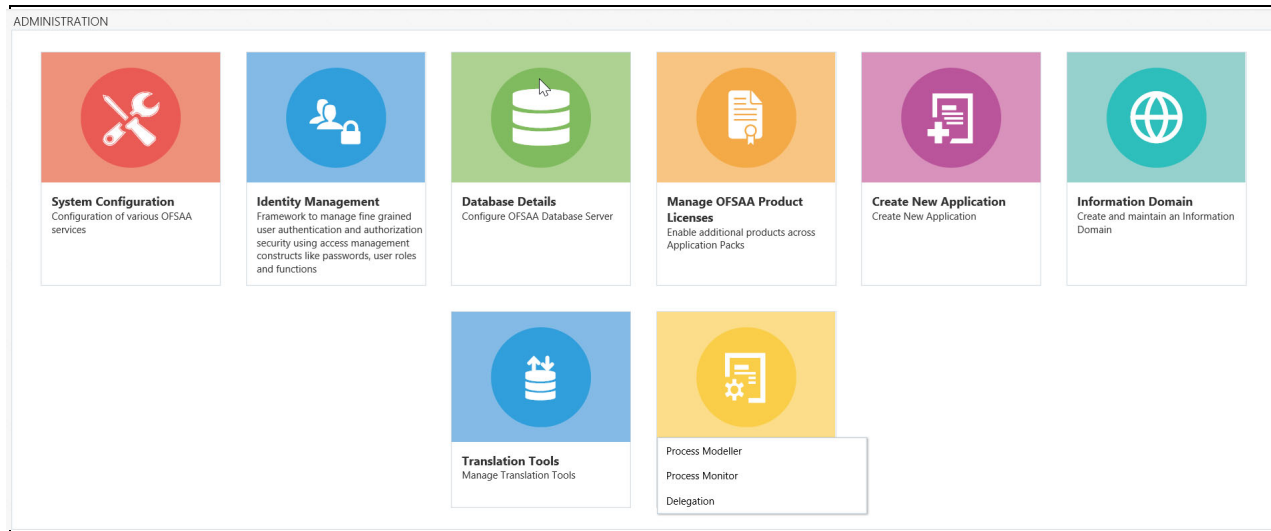 ADMINISTRATION
System Configuration
Configuration of various OFSAA
services
Identity Management
Framework to manage fine grained
user authentication and authorization
security using access management
constructs like passwords, user roles
and functions
Database Details
Configure OFSAA Database Server
Manage OFSAA Product
Licenses
Enable additional products across
Application Packs
Create New Application
Create New Application
Information Domain
Create and maintain an Information
Domain
Translation Tools
Manage Translation Tools
Process Modeller
Process Monitor
Delegation